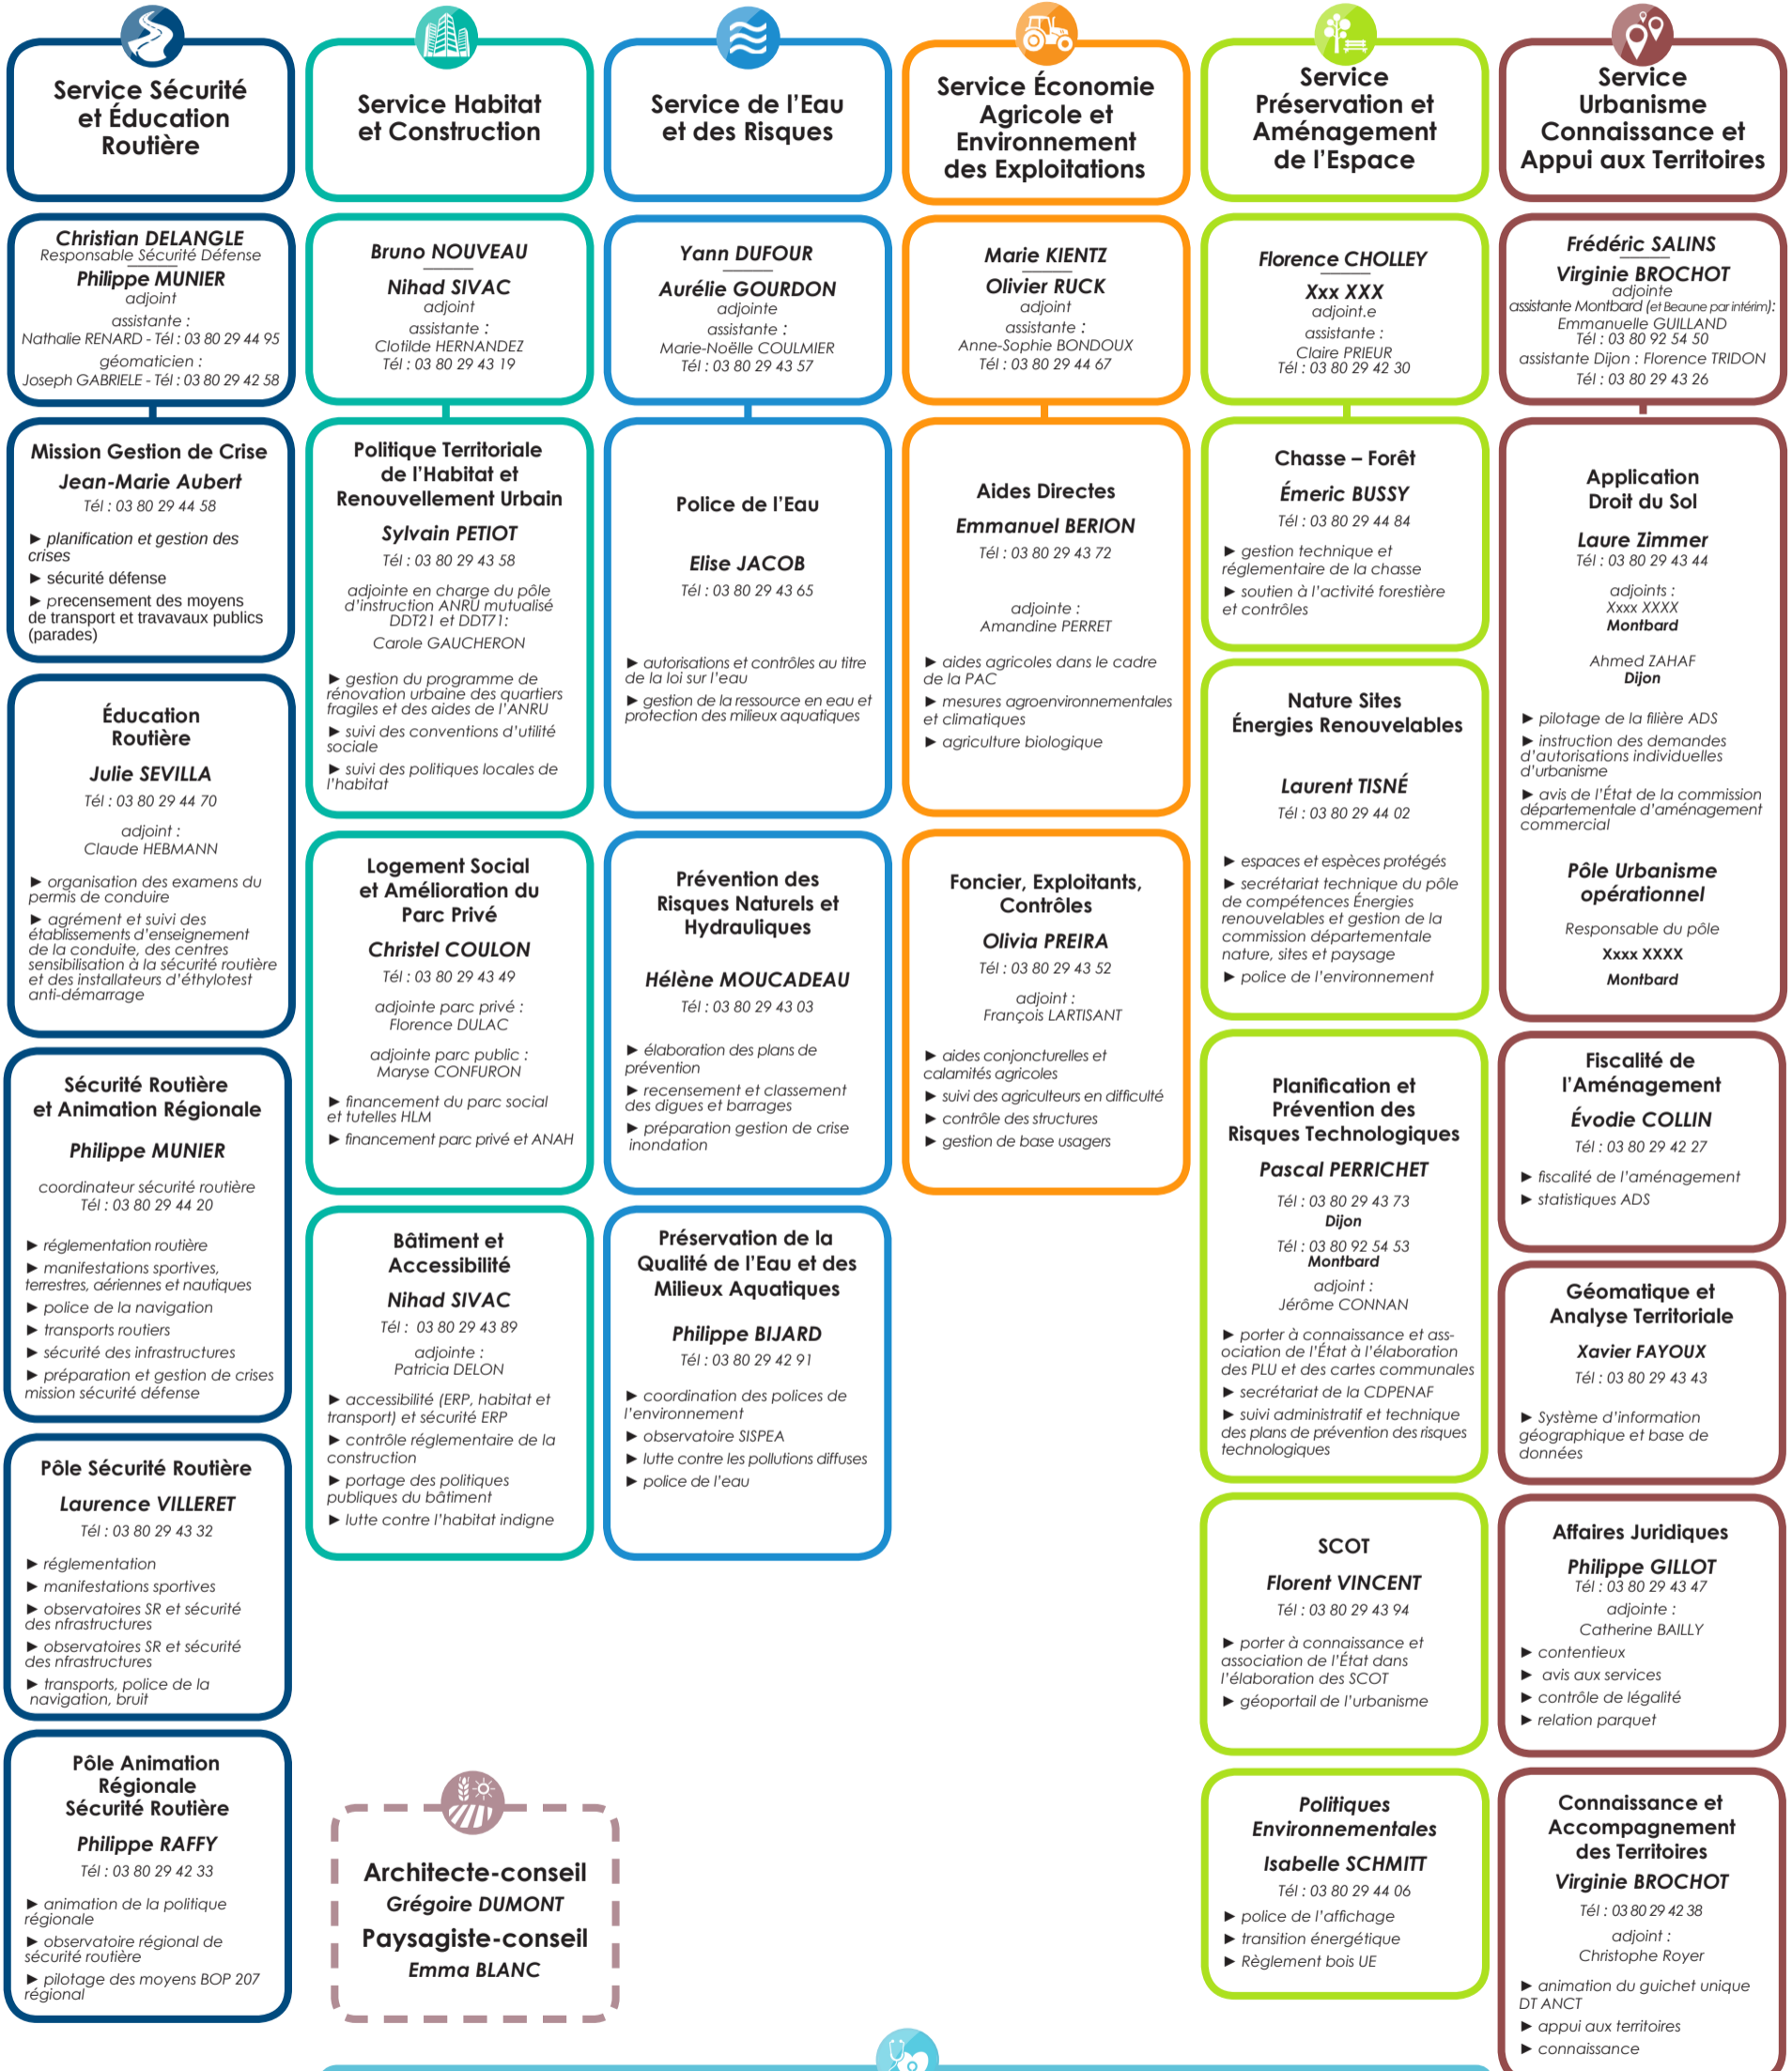 Service Sécurité
et Éducation
Routière
Christian DELANGLE
Responsable Sécurité Défense
Philippe MUNIER
adjoint
assistante :
Nathalie RENARD - Tél : 03 80 29 44 95
géomaticien :
Joseph GABRIELE - Tél : 03 80 29 42 58
Mission Gestion de Crise
Jean-Marie Aubert
Tél : 03 80 29 44 58
► planification et gestion des
crises
► sécurité défense
► precensement des moyens
de transport et travavaux publics
(parades)
Éducation
Routière
Julie SEVILLA
Tél : 03 80 29 44 70
adjoint :
Claude HEBMANN
► organisation des examens du
permis de conduire
► agrément et suivi des
établissements d'enseignement
de la conduite, des centres
sensibilisation à la sécurité routière
et des installateurs d'éthylotest
anti-démarrage
Sécurité Routière
et Animation Régionale
Philippe MUNIER
coordinateur sécurité routière
Tél : 03 80 29 44 20
► réglementation routière
► manifestations sportives,
terrestres, aériennes et nautiques
► police de la navigation
► transports routiers
► sécurité des infrastructures
► préparation et gestion de crises
mission sécurité défense
Pôle Sécurité Routière
Laurence VILLERET
Tél : 03 80 29 43 32
► réglementation
► manifestations sportives
► observatoires SR et sécurité
des nfrastructures
► observatoires SR et sécurité
des nfrastructures
► transports, police de la
navigation, bruit
Pôle Animation
Régionale
Sécurité Routière
Philippe RAFFY
Tél : 03 80 29 42 33
► animation de la politique
régionale
► observatoire régional de
sécurité routière
► pilotage des moyens BOP 207
régional
Service Habitat
et Construction
Bruno NOUVEAU
Nihad SIVAC
adjoint
assistante :
Clotilde HERNANDEZ
Tél : 03 80 29 43 19
Politique Territoriale
de l'Habitat et
Renouvellement Urbain
Sylvain PETIOT
Tél : 03 80 29 43 58
adjointe en charge du pôle
d'instruction ANRU mutualisé
DDT21 et DDT71:
Carole GAUCHERON
► gestion du programme de
rénovation urbaine des quartiers
fragiles et des aides de l'ANRU
► suivi des conventions d'utilité
sociale
► suivi des politiques locales de
l'habitat
Logement Social
et Amélioration du
Parc Privé
Christel COULON
Tél : 03 80 29 43 49
adjointe parc privé :
Florence DULAC
adjointe parc public :
Maryse CONFURON
► financement du parc social
et tutelles HLM
► financement parc privé et ANAH
Bâtiment et
Accessibilité
Nihad SIVAC
Tél : 03 80 29 43 89
adjointe :
Patricia DELON
► accessibilité (ERP, habitat et
transport) et sécurité ERP
► contrôle réglementaire de la
construction
► portage des politiques
publiques du bâtiment
► lutte contre l'habitat indigne
Architecte-conseil
Grégoire DUMONT
Paysagiste-conseil
Emma BLANC
Service de l'Eau
et des Risques
Yann DUFOUR
Aurélie GOURDON
adjointe
assistante :
Marie-Noëlle COULMIER
Tél : 03 80 29 43 57
Police de l'Eau
Elise JACOB
Tél : 03 80 29 43 65
► autorisations et contrôles au titre
de la loi sur l'eau
► gestion de la ressource en eau et
protection des milieux aquatiques
Prévention des
Risques Naturels et
Hydrauliques
Hélène MOUCADEAU
Tél : 03 80 29 43 03
► élaboration des plans de
prévention
► recensement et classement
des digues et barrages
► préparation gestion de crise
inondation
Préservation de la
Qualité de l'Eau et des
Milieux Aquatiques
Philippe BIJARD
Tél : 03 80 29 42 91
► coordination des polices de
l'environnement
► observatoire SISPEA
► lutte contre les pollutions diffuses
► police de l'eau
Service Économie
Agricole et
Environnement
des Exploitations
Marie KIENTZ
Olivier RUCK
adjoint
assistante :
Anne-Sophie BONDOUX
Tél : 03 80 29 44 67
Aides Directes
Emmanuel BERION
Tél : 03 80 29 43 72
adjointe :
Amandine PERRET
► aides agricoles dans le cadre
de la PAC
► mesures agroenvironnementales
et climatiques
► agriculture biologique
Foncier, Exploitants,
Contrôles
Olivia PREIRA
Tél : 03 80 29 43 52
adjoint :
François LARTISANT
► aides conjoncturelles et
calamités agricoles
► suivi des agriculteurs en difficulté
► contrôle des structures
► gestion de base usagers
Service
Préservation et
Aménagement
de l'Espace
Florence CHOLLEY
Xxx XXX
adjoint.e
assistante :
Claire PRIEUR
Tél : 03 80 29 42 30
Chasse – Forêt
Émeric BUSSY
Tél : 03 80 29 44 84
► gestion technique et
réglementaire de la chasse
► soutien à l'activité forestière
et contrôles
Nature Sites
Énergies Renouvelables
Laurent TISNÉ
Tél : 03 80 29 44 02
► espaces et espèces protégés
► secrétariat technique du pôle
de compétences Énergies
renouvelables et gestion de la
commission départementale
nature, sites et paysage
► police de l'environnement
Planification et
Prévention des
Risques Technologiques
Pascal PERRICHET
Tél : 03 80 29 43 73
Dijon
Tél : 03 80 92 54 53
Montbard
adjoint :
Jérôme CONNAN
► porter à connaissance et ass-
ociation de l'État à l'élaboration
des PLU et des cartes communales
► secrétariat de la CDPENAF
► suivi administratif et technique
des plans de prévention des risques
technologiques
SCOT
Florent VINCENT
Tél : 03 80 29 43 94
► porter à connaissance et
association de l'État dans
l'élaboration des SCOT
► géoportail de l'urbanisme
Politiques
Environnementales
Isabelle SCHMITT
Tél : 03 80 29 44 06
► police de l'affichage
► transition énergétique
► Règlement bois UE
Service
Urbanisme
Connaissance et
Appui aux Territoires
Frédéric SALINS
Virginie BROCHOT
adjointe
assistante Montbard (et Beaune par intérim):
Emmanuelle GUILLAND
Tél : 03 80 92 54 50
assistante Dijon : Florence TRIDON
Tél : 03 80 29 43 26
Application
Droit du Sol
Laure Zimmer
Tél : 03 80 29 43 44
adjoints :
Xxxx XXXX
Montbard
Ahmed ZAHAF
Dijon
► pilotage de la filière ADS
► instruction des demandes
d'autorisations individuelles
d'urbanisme
► avis de l'État de la commission
départementale d'aménagement
commercial
Pôle Urbanisme
opérationnel
Responsable du pôle
Xxxx XXXX
Montbard
Fiscalité de
l'Aménagement
Évodie COLLIN
Tél : 03 80 29 42 27
► fiscalité de l'aménagement
► statistiques ADS
Géomatique et
Analyse Territoriale
Xavier FAYOUX
Tél : 03 80 29 43 43
► Système d'information
géographique et base de
données
Affaires Juridiques
Philippe GILLOT
Tél : 03 80 29 43 47
adjointe :
Catherine BAILLY
► contentieux
► avis aux services
► contrôle de légalité
► relation parquet
Connaissance et
Accompagnement
des Territoires
Virginie BROCHOT
Tél : 03 80 29 42 38
adjoint :
Christophe Royer
► animation du guichet unique
DT ANCT
► appui aux territoires
► connaissance